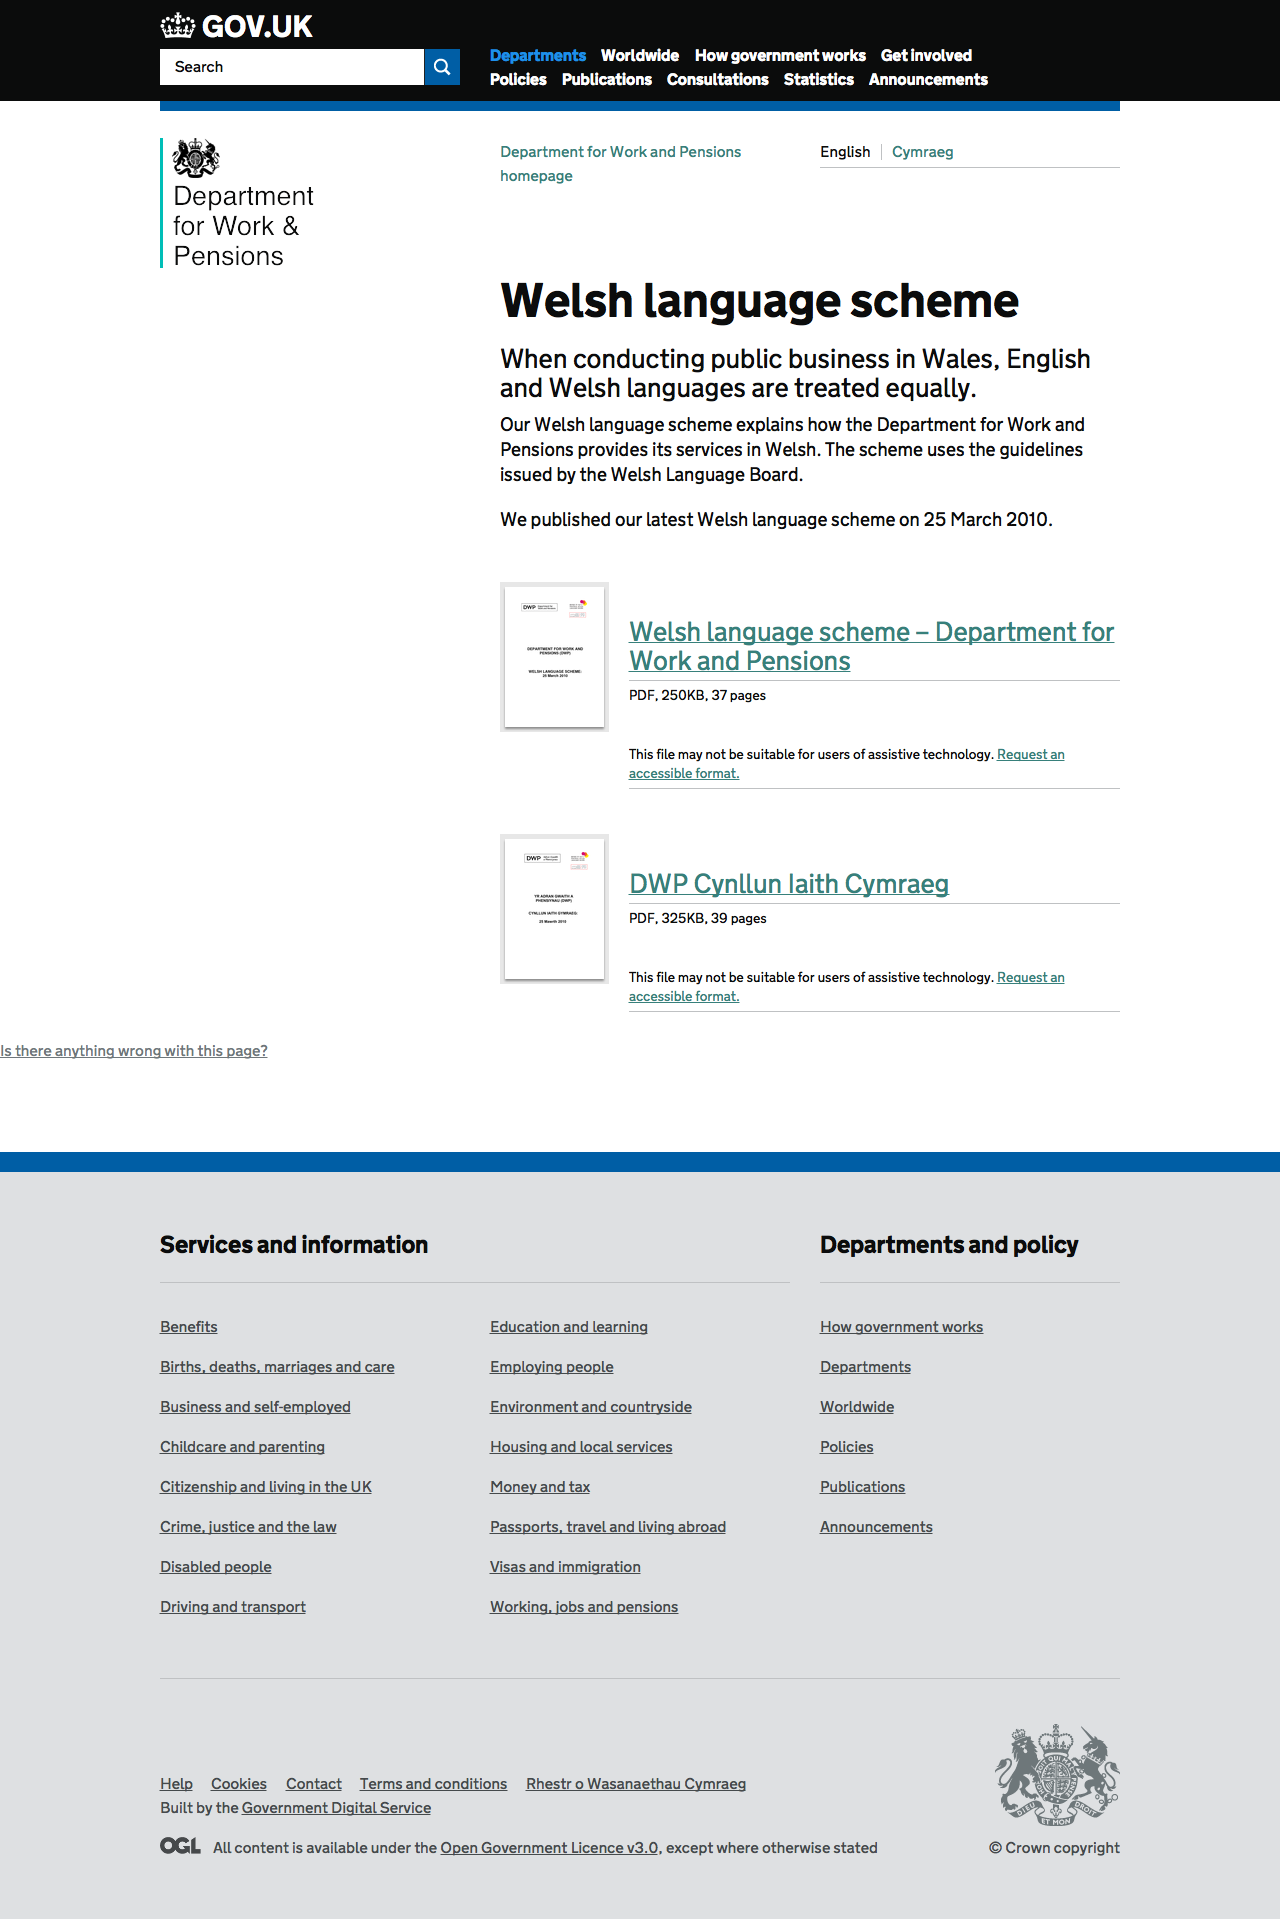 GOV.UK
Search
Departments Worldwide How government works Get involved
Policies Publications Consultations Statistics Announcements
Department
for Work &
Pensions
Department for Work and Pensions
homepage
English Cymraeg
Welsh language scheme
When conducting public business in Wales, English
and Welsh languages are treated equally.
Our Welsh language scheme explains how the Department for Work and
Pensions provides its services in Welsh. The scheme uses the guidelines
issued by the Welsh Language Board.
We published our latest Welsh language scheme on 25 March 2010.
DWP
DEPARTMENT FOR WORK AND
PENSIONS (DWP)
WELSH LANGUAGE SCHEME:
25 March 2010
Welsh language scheme – Department for
Work and Pensions
PDF, 250KB, 37 pages
This file may not be suitable for users of assistive technology. Request an
accessible format.
DWP
YR ADRAN GWAITH A
PHENSIYNAU (DWP)
CYNLLUN IAITH GYMRAEG:
25 Mawrth 2010
DWP Cynllun Iaith Cymraeg
PDF, 325KB, 39 pages
This file may not be suitable for users of assistive technology. Request an
accessible format.
Is there anything wrong with this page?
Services and information
Departments and policy
Benefits
Births, deaths, marriages and care
Business and self-employed
Childcare and parenting
Citizenship and living in the UK
Crime, justice and the law
Disabled people
Driving and transport
Education and learning
Employing people
Environment and countryside
Housing and local services
Money and tax
Passports, travel and living abroad
Visas and immigration
Working, jobs and pensions
How government works
Departments
Worldwide
Policies
Publications
Announcements
Help Cookies Contact Terms and conditions Rhestr o Wasanaethau Cymraeg
Built by the Government Digital Service
OGL All content is available under the Open Government Licence v3.0, except where otherwise stated
DIEU ET MON DROIT
© Crown copyright